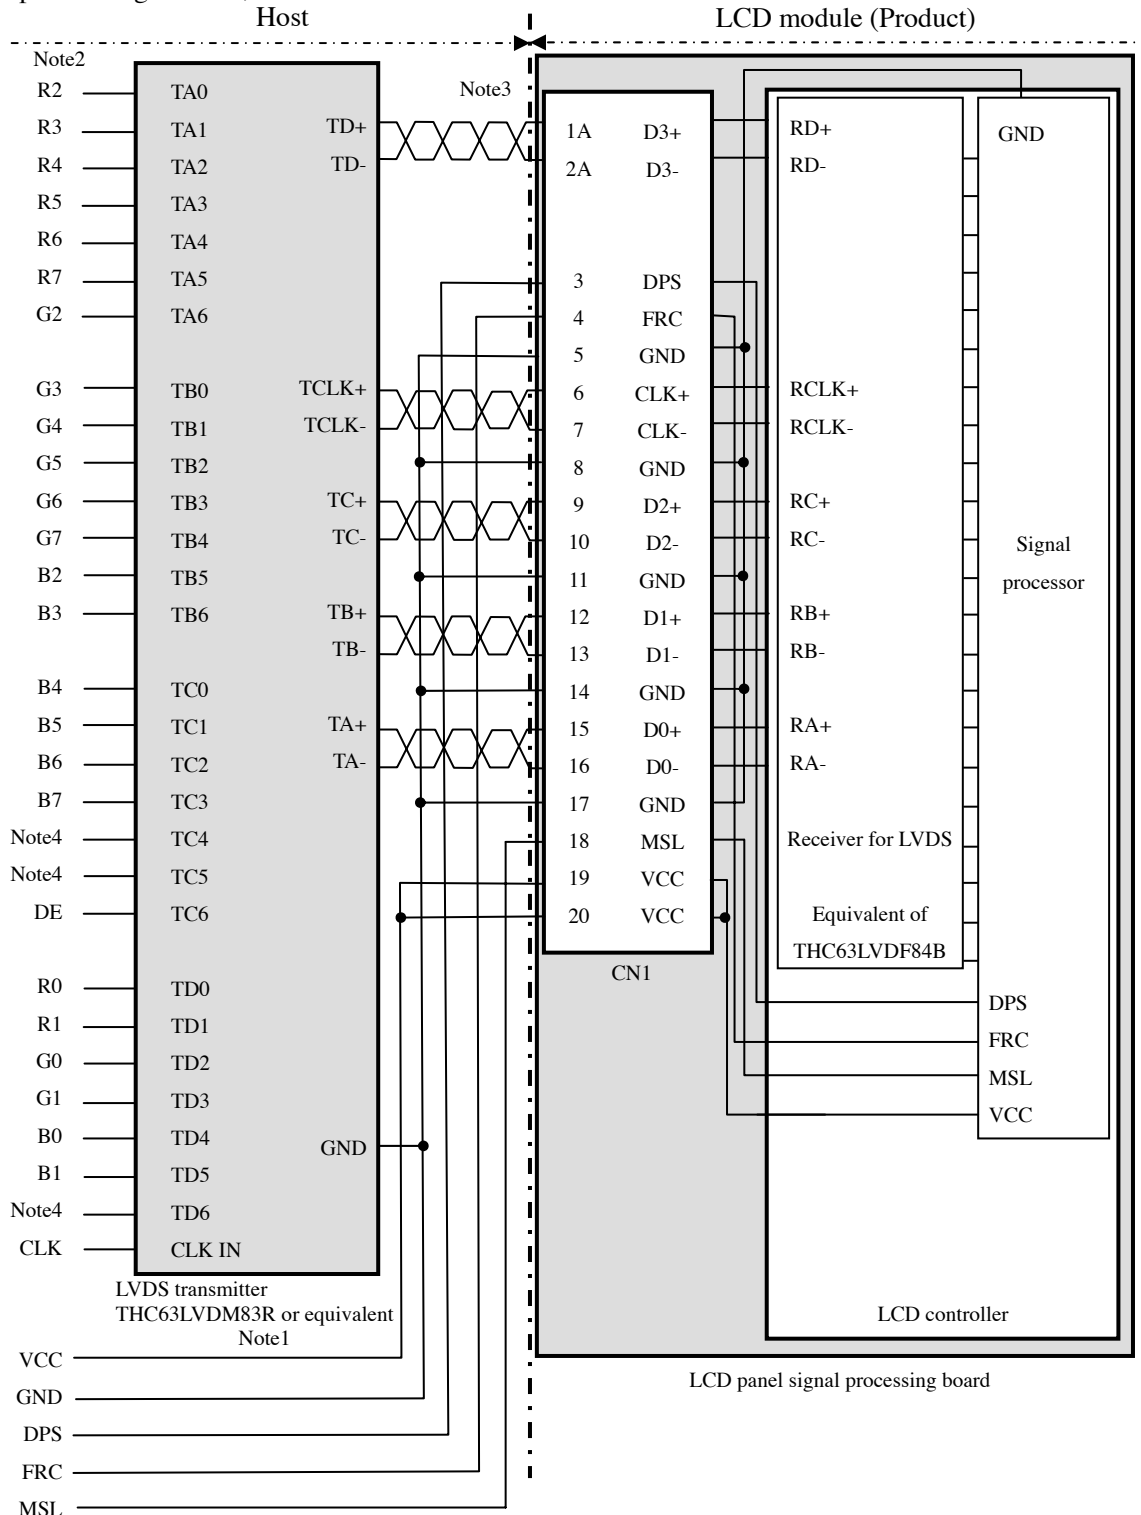 Host
LCD module (Product)
Note2
Note3
R2 TA0
R3 TA1 TD+ 1A D3+ RD+ GND
R4 TA2 TD- 2A D3- RD-
R5 TA3
R6 TA4
R7 TA5 3 DPS
G2 TA6 4 FRC
5 GND
G3 TB0 TCLK+ 6 CLK+ RCLK+
G4 TB1 TCLK- 7 CLK- RCLK-
G5 TB2 8 GND
G6 TB3 TC+ 9 D2+ RC+
G7 TB4 TC- 10 D2- RC- Signal
B2 TB5 11 GND processor
B3 TB6 TB+ 12 D1+ RB+
TB- 13 D1- RB-
B4 TC0 14 GND
B5 TC1 TA+ 15 D0+ RA+
B6 TC2 TA- 16 D0- RA-
B7 TC3 17 GND
Note4 TC4 18 MSL Receiver for LVDS
Note4 TC5 19 VCC
DE TC6 20 VCC Equivalent of
THC63LVDF84B
CN1
R0 TD0 DPS
R1 TD1 FRC
G0 TD2 MSL
G1 TD3 VCC
B0 TD4 GND
B1 TD5
Note4 TD6
CLK CLK IN
LVDS transmitter
THC63LVDM83R or equivalent
Note1
LCD controller
VCC
LCD panel signal processing board
GND
DPS
FRC
MSL